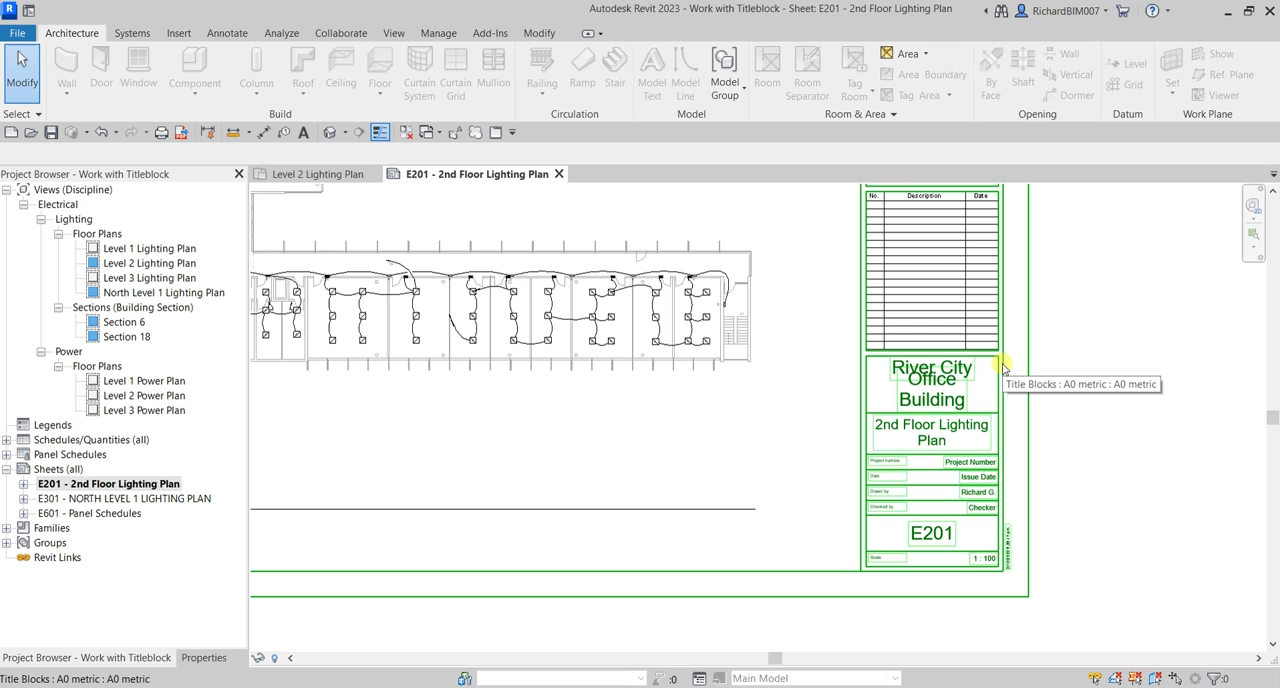 Autodesk Revit 2023 - Work with Titleblock - Sheet: E201 - 2nd Floor Lighting Plan
RichardBIM007
File Architecture Systems Insert Annotate Analyze Collaborate View Manage Add-Ins Modify
Modify
Wall
Door
Window
Component
Column
Roof
Ceiling
Floor
Curtain System
Curtain Grid
Mullion
Railing
Ramp
Stair
Model Text
Model Line
Model Group
Room
Room Separator
Tag Room
Area
Area Boundary
Tag Area
By Face
Shaft
Wall
Vertical
Dormer
Level
Grid
Set
Show
Ref Plane
Viewer
Select
Build
Circulation
Model
Room & Area
Opening
Datum
Work Plane
Project Browser - Work with Titleblock
Level 2 Lighting Plan
E201 - 2nd Floor Lighting Plan
Views (Discipline)
Electrical
Lighting
Floor Plans
Level 1 Lighting Plan
Level 2 Lighting Plan
Level 3 Lighting Plan
North Level 1 Lighting Plan
Sections (Building Section)
Section 6
Section 18
Power
Floor Plans
Level 1 Power Plan
Level 2 Power Plan
Level 3 Power Plan
Legends
Schedules/Quantities (all)
Panel Schedules
Sheets (all)
E201 - 2nd Floor Lighting Plan
E301 - NORTH LEVEL 1 LIGHTING PLAN
E601 - Panel Schedules
Families
Groups
Revit Links
No. Description Date
River City
Office
Building
2nd Floor Lighting
Plan
Project number Project Number
Date Issue Date
Drawn by Richard G.
Checked by Checker
E201
Scale 1 : 100
Title Blocks : A0 metric : A0 metric
Project Browser - Work with Titleblock
Properties
Title Blocks : A0 metric : A0 metric
:0
Main Model
:0